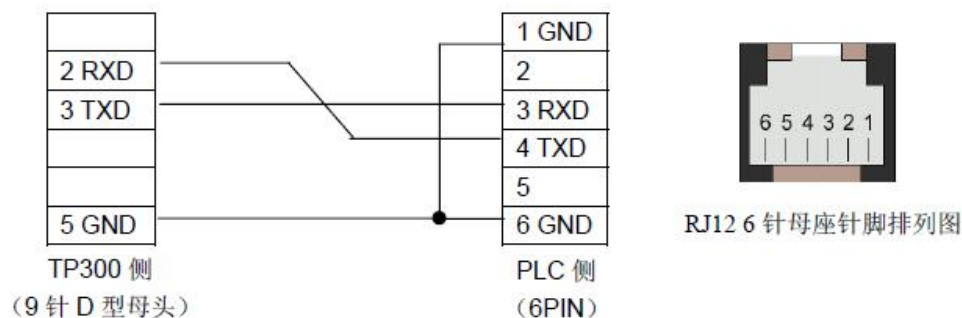 1 GND
2 RXD
2
3 TXD
3 RXD
4 TXD
5
5 GND
6 GND
6 5 4 3 2 1
RJ12 6 针母座针脚排列图
TP300 侧
(9 针 D 型母头)
PLC 侧
(6PIN)